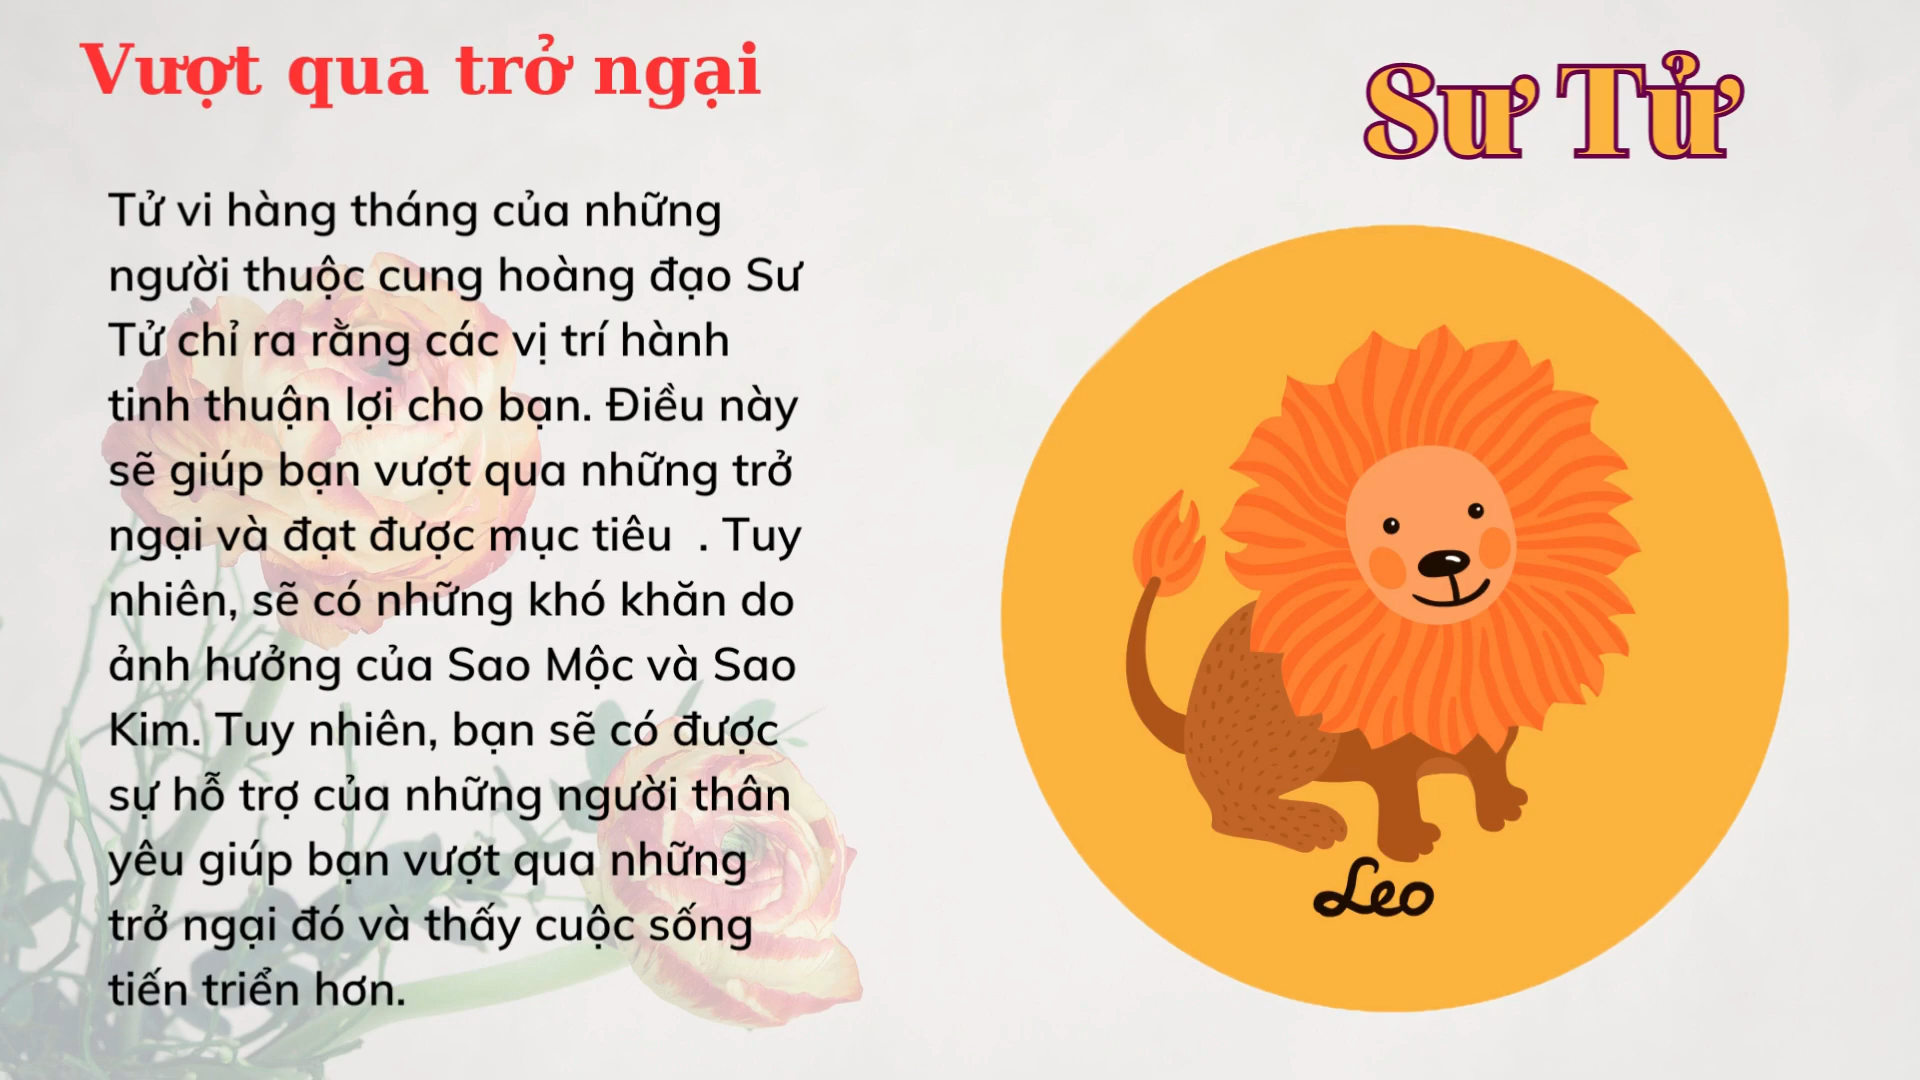 Vượt qua trở ngại
Sư Tử
Tử vi hàng tháng của những
người thuộc cung hoàng đạo Sư
Tử chỉ ra rằng các vị trí hành
tinh thuận lợi cho bạn. Điều này
sẽ giúp bạn vượt qua những trở
ngại và đạt được mục tiêu  . Tuy
nhiên, sẽ có những khó khăn do
ảnh hưởng của Sao Mộc và Sao
Kim. Tuy nhiên, bạn sẽ có được
sự hỗ trợ của những người thân
yêu giúp bạn vượt qua những
trở ngại đó và thấy cuộc sống
tiến triển hơn.
Leo